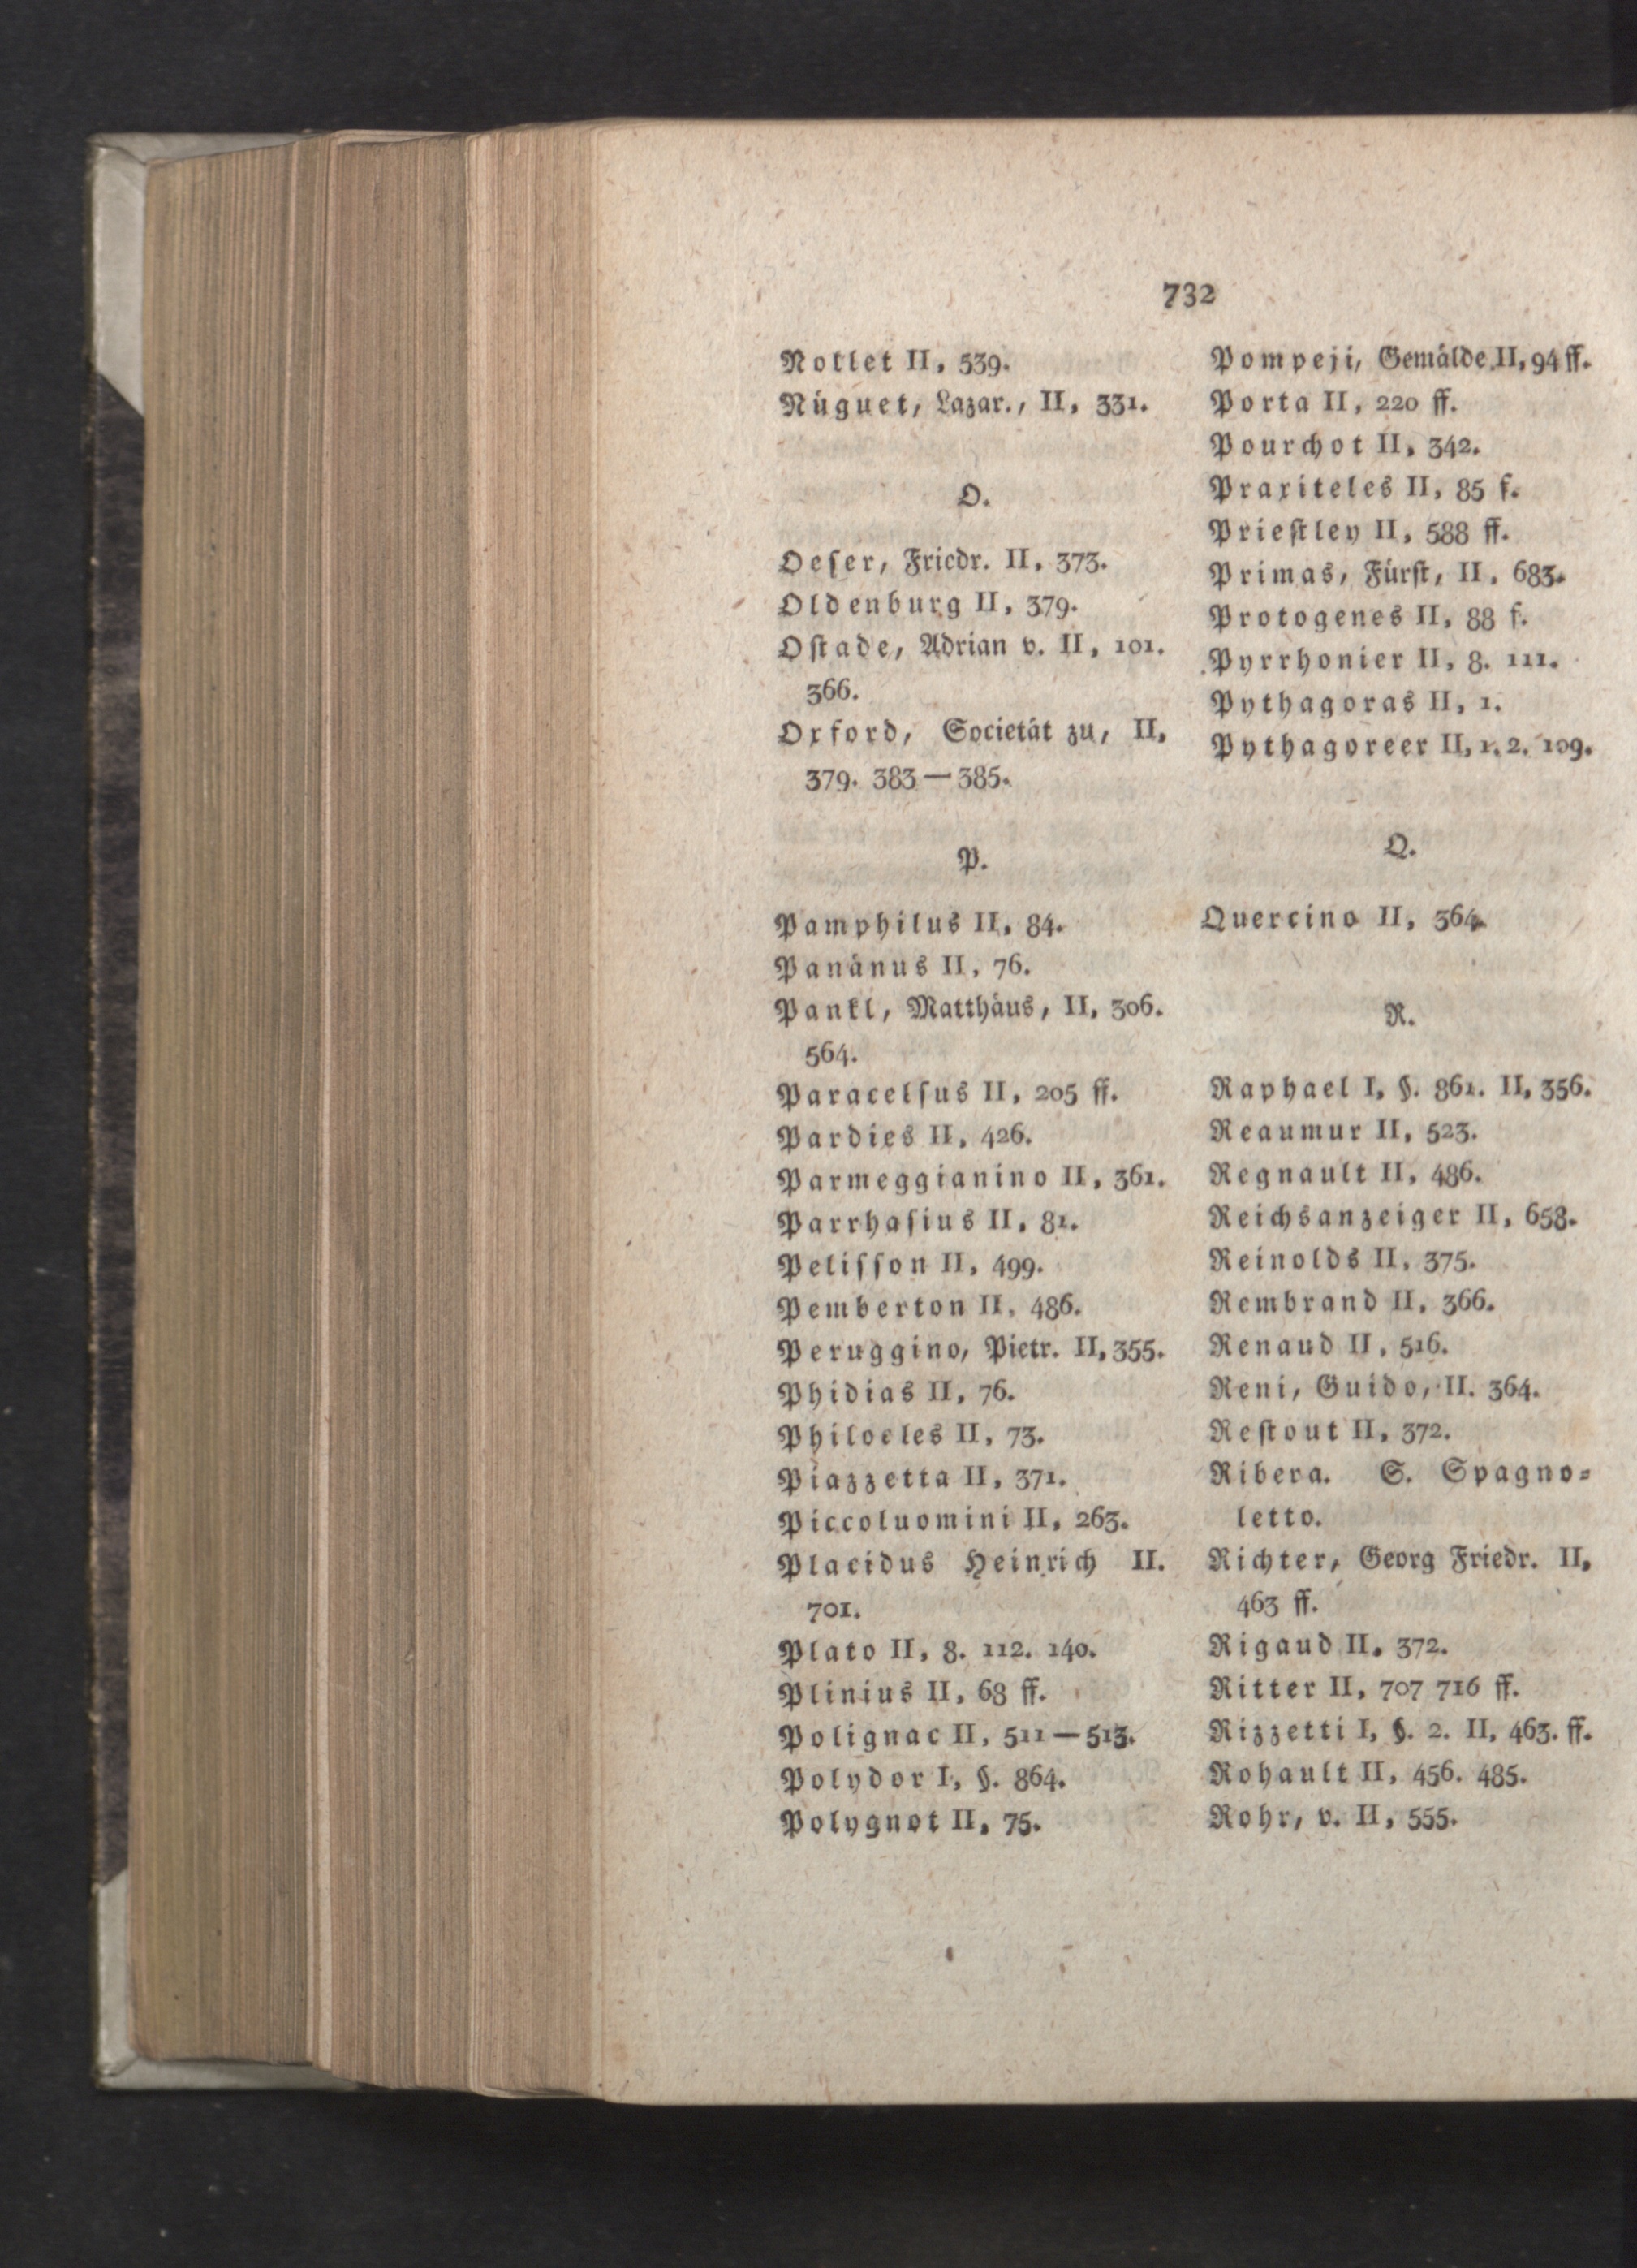 732
Nollet II, 539.
Nüguet, Lazar., II, 331.
O.
Oeſer, Friedr. II, 373.
Oldenburg II, 379.
Oſtade, Adrian v. II, 101.
366.
Oxford, Societät zu, II,
379. 383—385.
P.
Pamphilus II, 84.
Panänus II, 76.
Pankl, Matthäus, II, 306.
564.
Paracelſus II, 205 ff.
Pardies II, 426.
Parmeggianino II, 361.
Parrhaſius II, 81.
Peliſſon II, 499.
Pemberton II, 486.
Peruggino, Pietr. II, 355.
Phidias II, 76.
Philocles II, 73.
Piazzetta II, 371.
Piccoluomini II, 263.
Placidus Heinrich II.
701.
Plato II, 8. 112. 140.
Plinius II, 68 ff.
Polignac II, 511—513.
Polydor I, §. 864.
Polygnot II, 75.
Pompeji, Gemälde II, 94 ff.
Porta II, 220 ff.
Pourchot II, 342.
Praxiteles II, 85 f.
Prieſtley II, 588 ff.
Primas, Fürſt, II, 683.
Protogenes II, 88 f.
Pyrrhonier II, 8. 111.
Pythagoras II, 1.
Pythagoreer II, 1. 2. 109.
Q.
Quercino II, 364.
R.
Raphael I, §. 861. II, 356.
Reaumur II, 523.
Regnault II, 486.
Reichsanzeiger II, 658.
Reinolds II, 375.
Rembrand II, 366.
Renaud II, 516.
Reni, Guido, II. 364.
Reſtout II, 372.
Ribera. S. Spagno-
letto.
Richter, Georg Friedr. II,
463 ff.
Rigaud II, 372.
Ritter II, 707 716 ff.
Rizzetti I, §. 2. II, 463. ff.
Rohault II, 456. 485.
Rohr, v. II, 555.